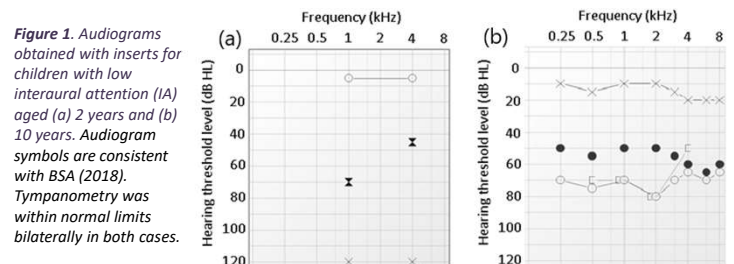 Figure 1. Audiograms
obtained with inserts for
children with low
interaural attention (IA)
aged (a) 2 years and (b)
10 years. Audiogram
symbols are consistent
with BSA (2018).
Tympanometry was
within normal limits
bilaterally in both cases.
(a)
Frequency (kHz)
0.25 0.5 1 2 4 8
Hearing threshold level (dB HL)
0
20
40
60
80
100
120
(b)
Frequency (kHz)
0.25 0.5 1 2 4 8
Hearing threshold level (dB HL)
0
20
40
60
80
100
120